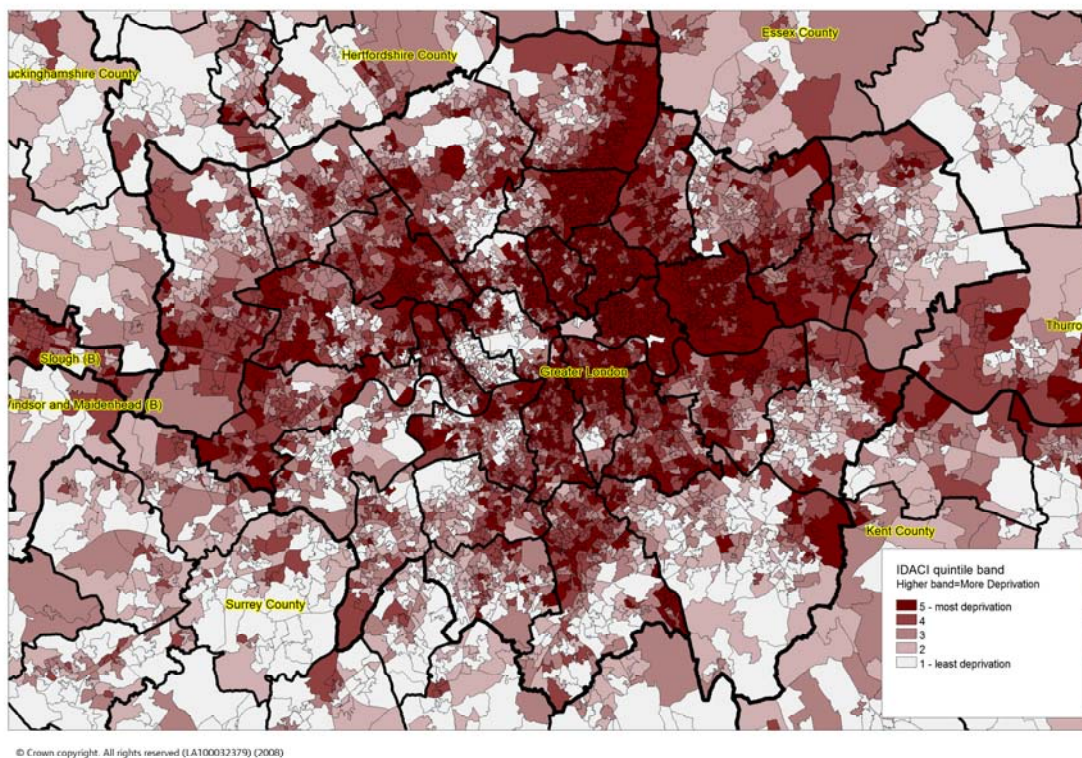 Essex County
Hertfordshire County
uckinghamshire County
Thurro
Slough (B)
Greater London
Windsor and Maidenhead (B)
Kent County
IDACI quintile band
Higher band=More Deprivation
5 - most deprivation
4
3
2
1 - least deprivation
Surrey County
© Crown copyright. All rights reserved (LA100032379) (2008)